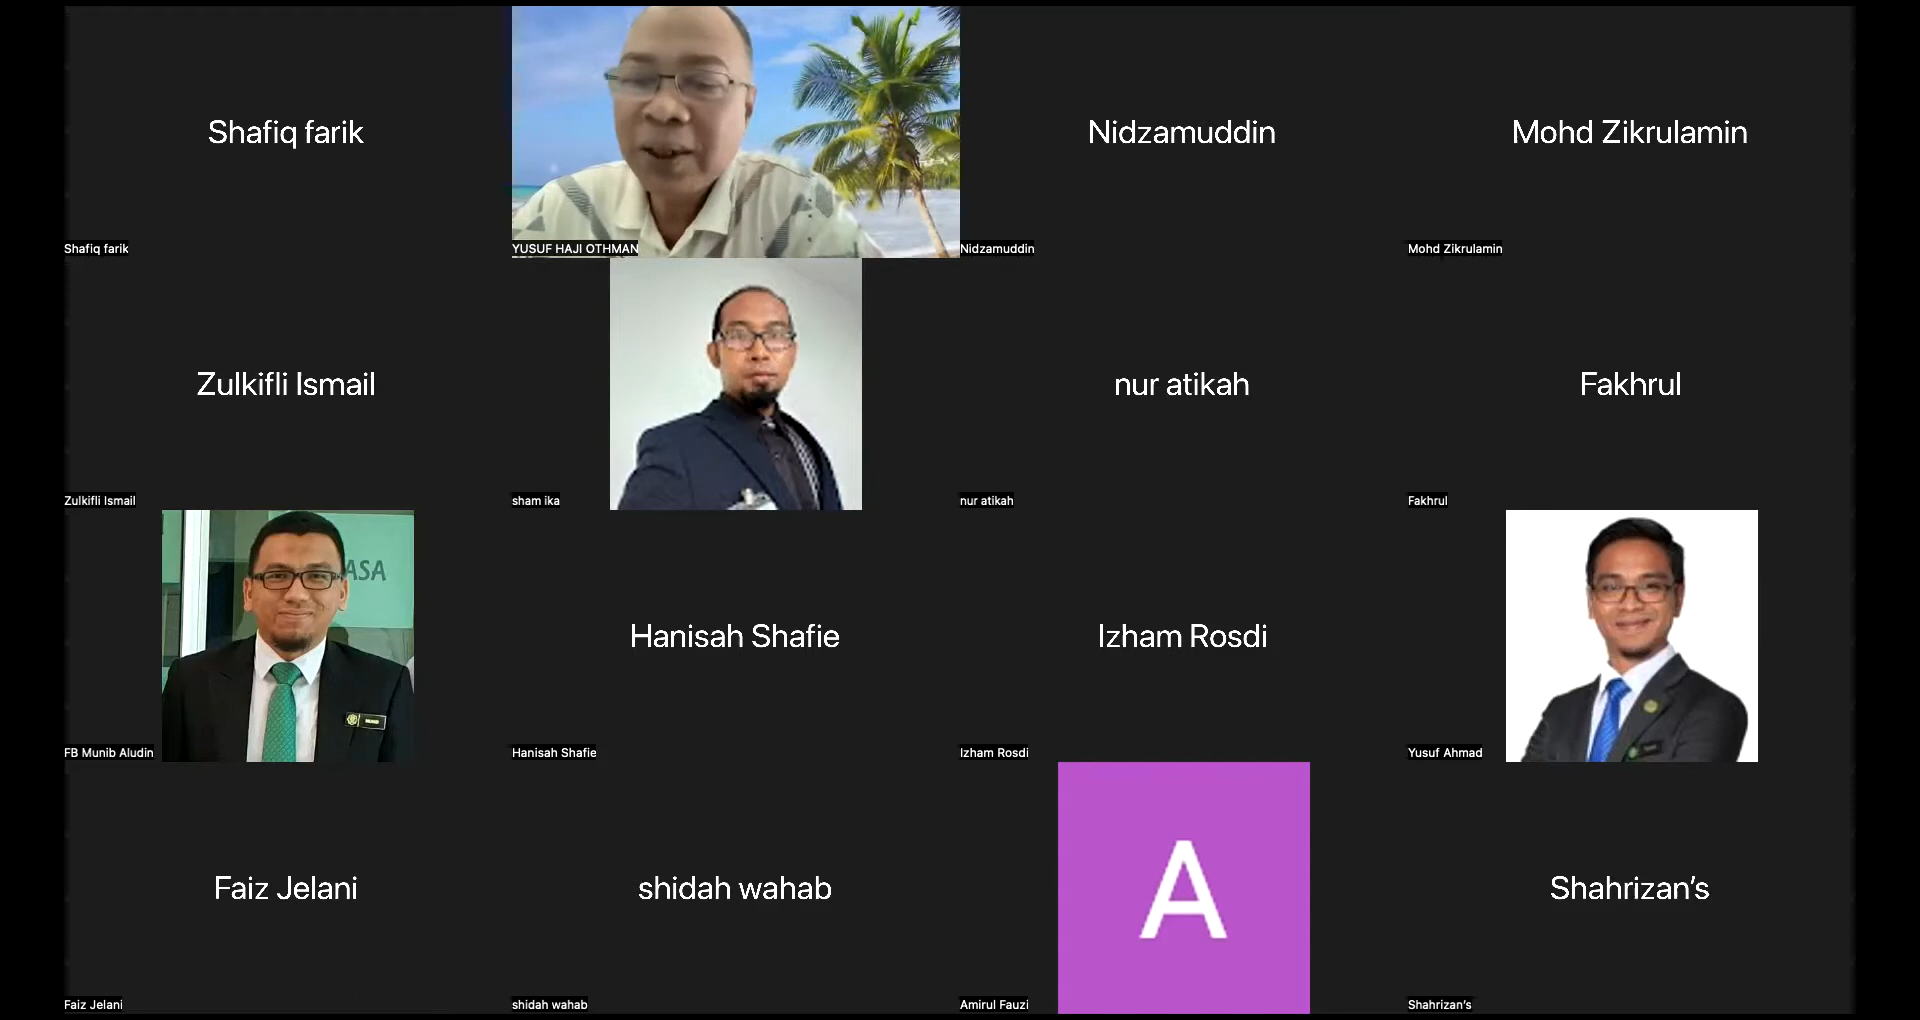 Shafiq farik
Shafiq farik
YUSUF HAJI OTHMAN
Nidzamuddin
Nidzamuddin
Mohd Zikrulamin
Mohd Zikrulamin
Zulkifli Ismail
Zulkifli Ismail
sham ika
nur atikah
nur atikah
Fakhrul
Fakhrul
ASA
FB Munib Aludin
Hanisah Shafie
Hanisah Shafie
Izham Rosdi
Izham Rosdi
Yusuf Ahmad
Faiz Jelani
Faiz Jelani
shidah wahab
shidah wahab
A
Amirul Fauzi
Shahrizan’s
Shahrizan’s